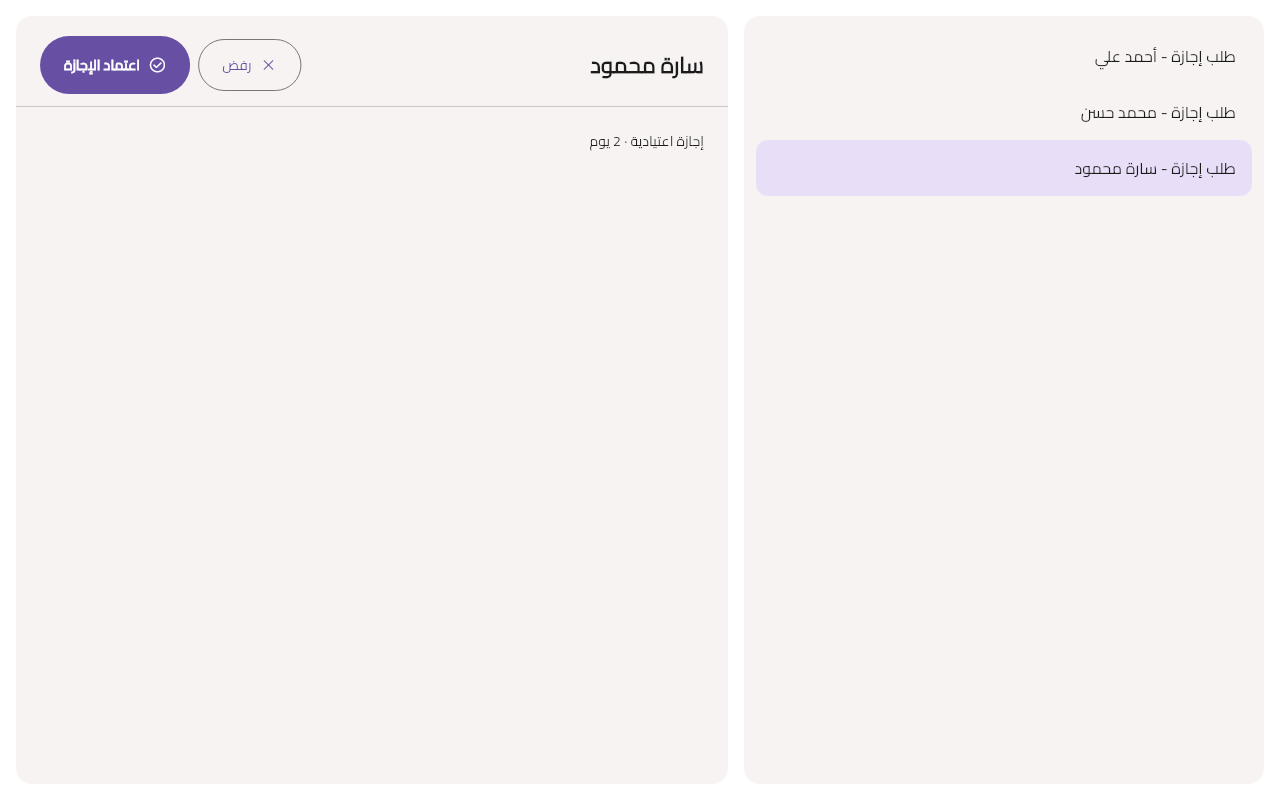 طلب إجازة - أحمد علي
طلب إجازة - محمد حسن
طلب إجازة - سارة محمود
سارة محمود
رفض
اعتماد الإجازة
إجازة اعتيادية · 2 يوم